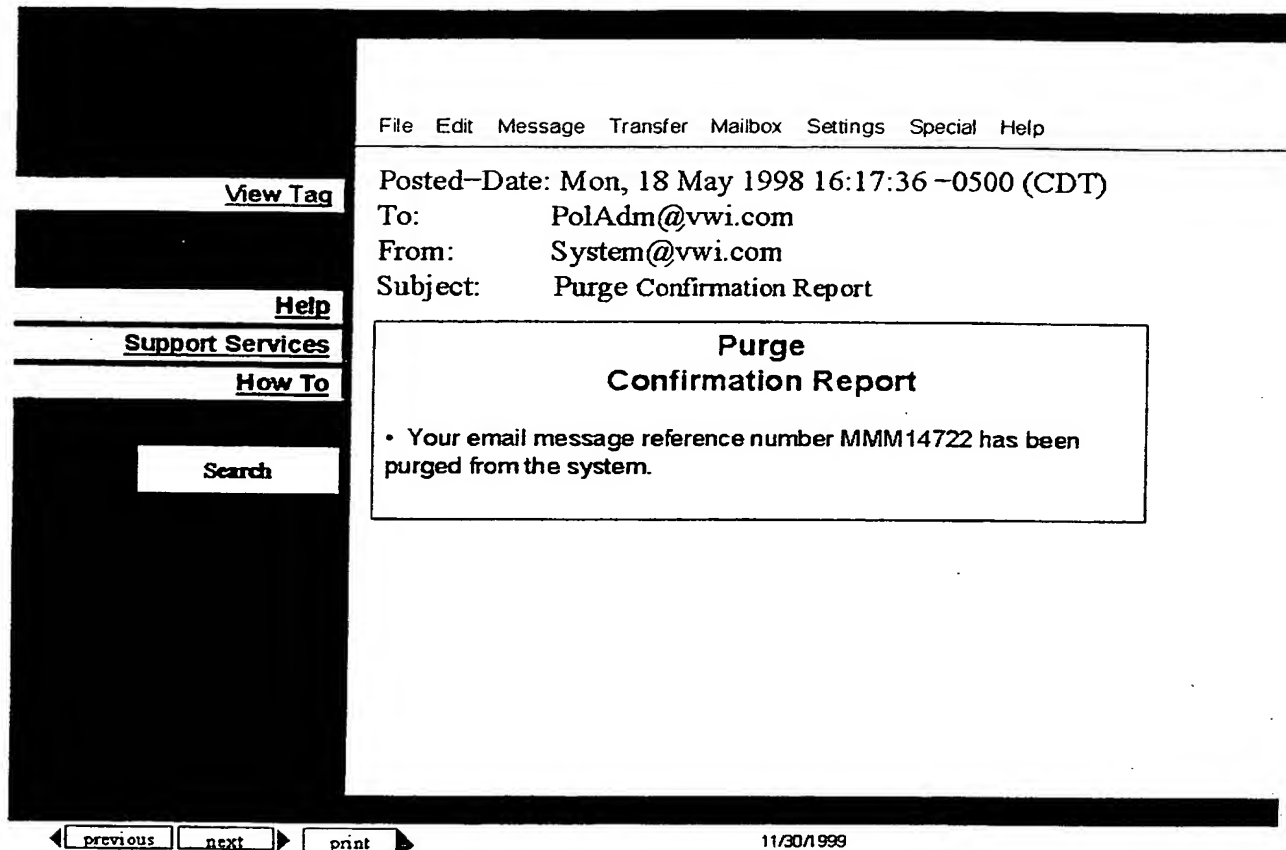 File Edit Message Transfer Mailbox Settings Special Help
View Tag
Help
Support Services
How To
Search
Posted-Date: Mon, 18 May 1998 16:17:36 -0500 (CDT)
To: PolAdm@vwi.com
From: System@vwi.com
Subject: Purge Confirmation Report
Purge
Confirmation Report
• Your email message reference number MMM14722 has been
purged from the system.
previous next print 11/30/1999